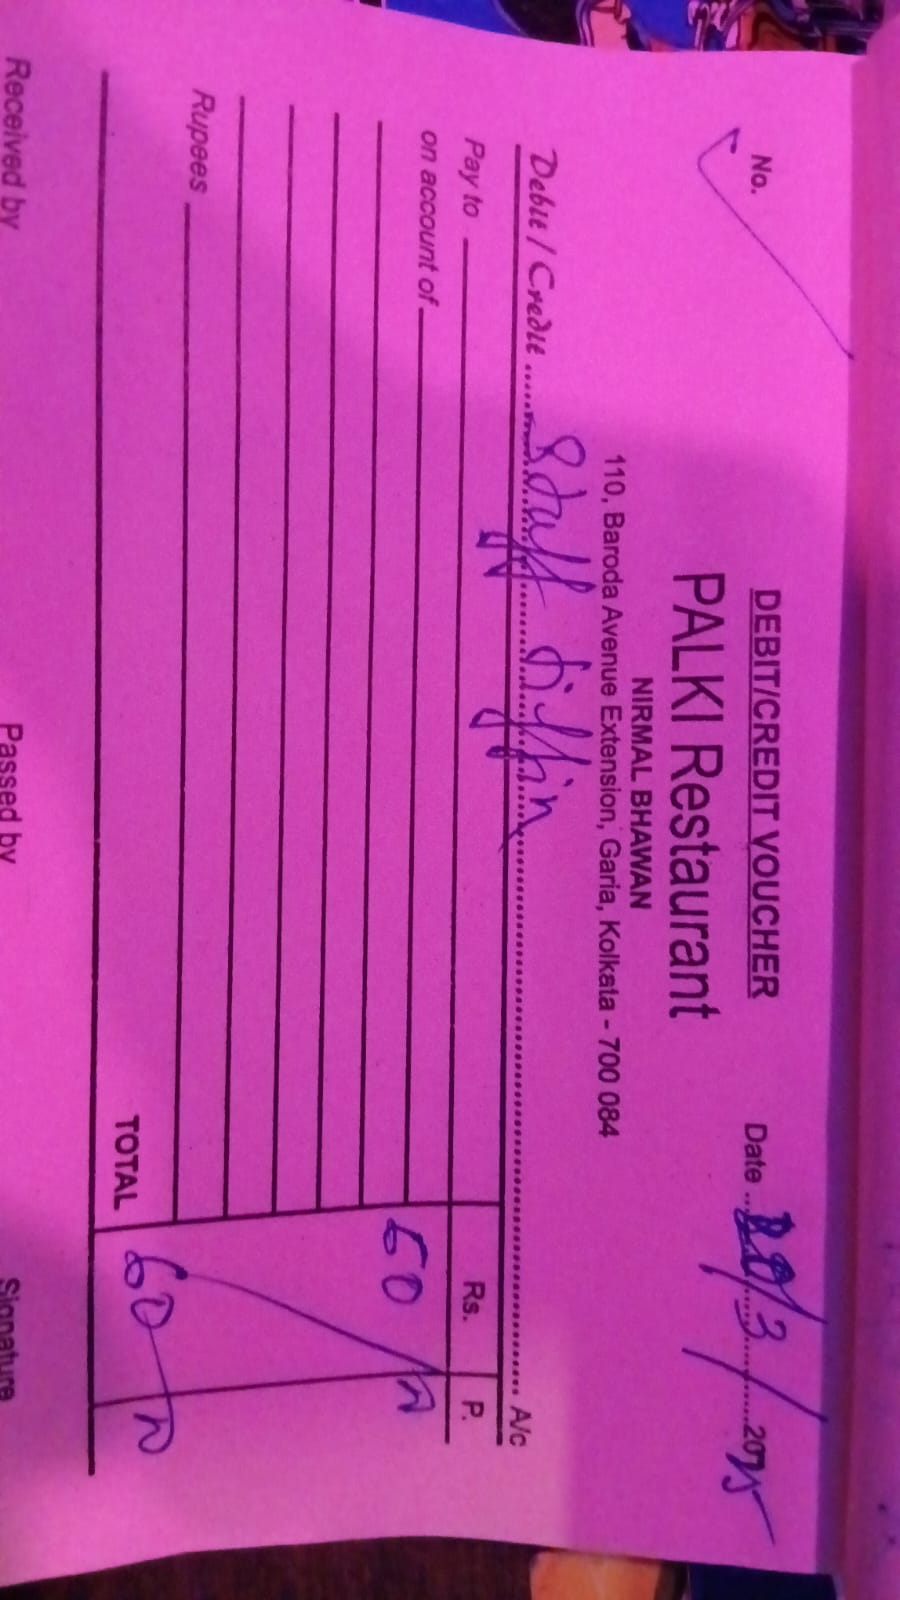 DEBIT/CREDIT VOUCHER
No.
Date ...20/3/2025
PALKI Restaurant
NIRMAL BHAWAN
110, Baroda Avenue Extension, Garia, Kolkata - 700 084
Debit / Credit ...Staff tiffin... A/c
Pay to
Rs. P.
on account of
60
Rupees
TOTAL 60
Received by Passed by Signature